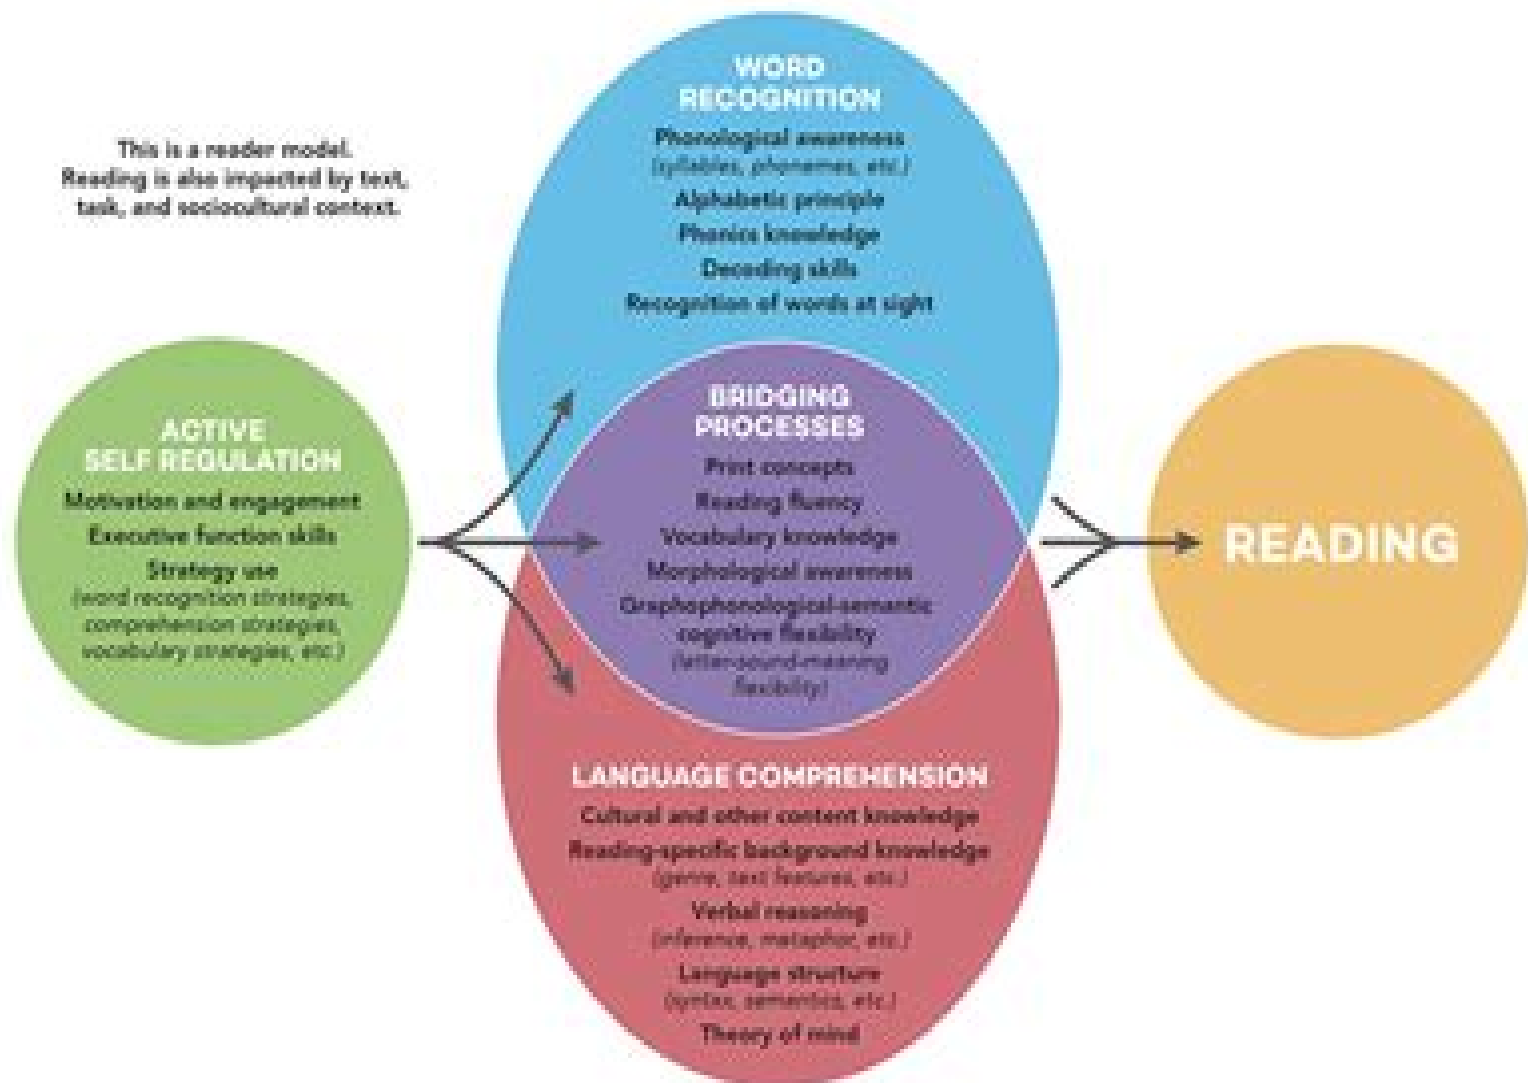 This is a reader model.
Reading is also impacted by text,
task, and sociocultural context.
ACTIVE
SELF REGULATION
Motivation and engagement
Executive function skills
Strategy use
(word recognition strategies,
comprehension strategies,
vocabulary strategies, etc.)
WORD
RECOGNITION
Phonological awareness
(syllables, phonemes, etc.)
Alphabetic principle
Phonics knowledge
Decoding skills
Recognition of words at sight
BRIDGING
PROCESSES
Print concepts
Reading fluency
Vocabulary knowledge
Morphological awareness
Graphophonological-semantic
cognitive flexibility
(letter-sound-meaning
flexibility)
LANGUAGE COMPREHENSION
Cultural and other content knowledge
Reading-specific background knowledge
(genre, text features, etc.)
Verbal reasoning
(inference, metaphor, etc.)
Language structure
(syntax, semantics, etc.)
Theory of mind
READING